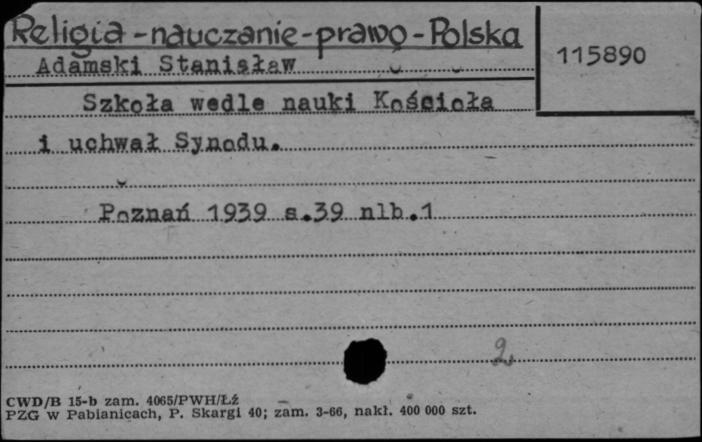 Religia-nauczanie-prawo-Polska
115890
Adamski Stanisław
Szkoła wedle nauki Kościoła
i uchwał Synodu.
Poznań 1939 s.39 nlb.1
2
CWD/B 15-b zam. 4065/PWH/Łź
PZG w Pabianicach, P. Skargi 40; zam. 3-66, nakł. 400 000 szt.